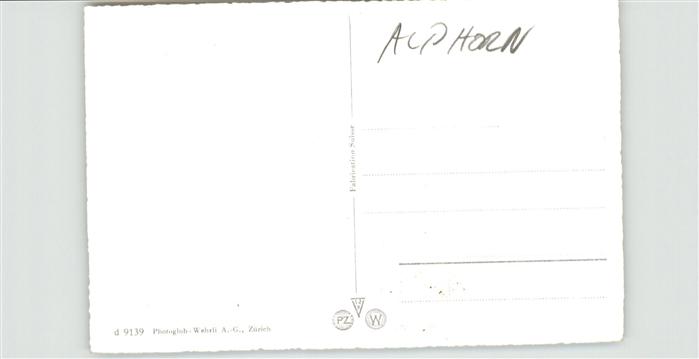 ALPHORN
Fabrication Suisse
PZ
W
d 9139 Photoglob-Wehrli A.-G., Zürich